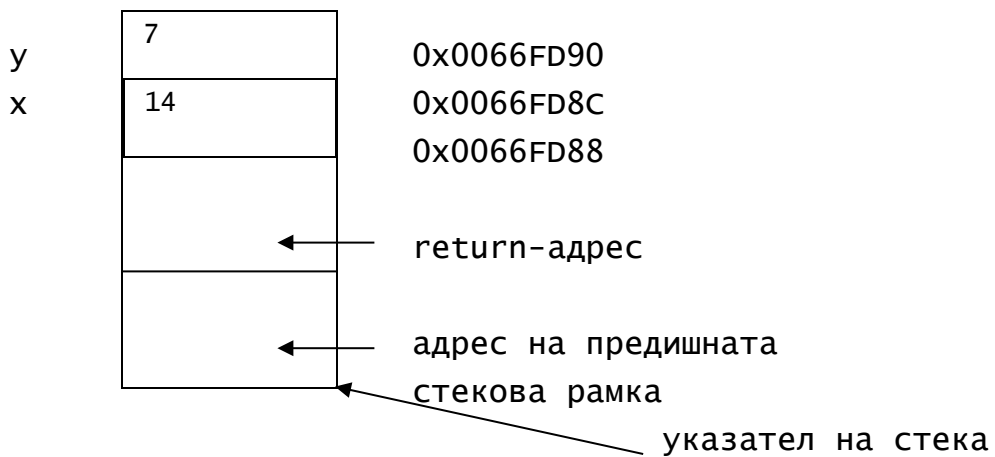 7
y 0x0066FD90
x 14 0x0066FD8C
0x0066FD88
return-адрес
адрес на предишната
стекова рамка
указател на стека